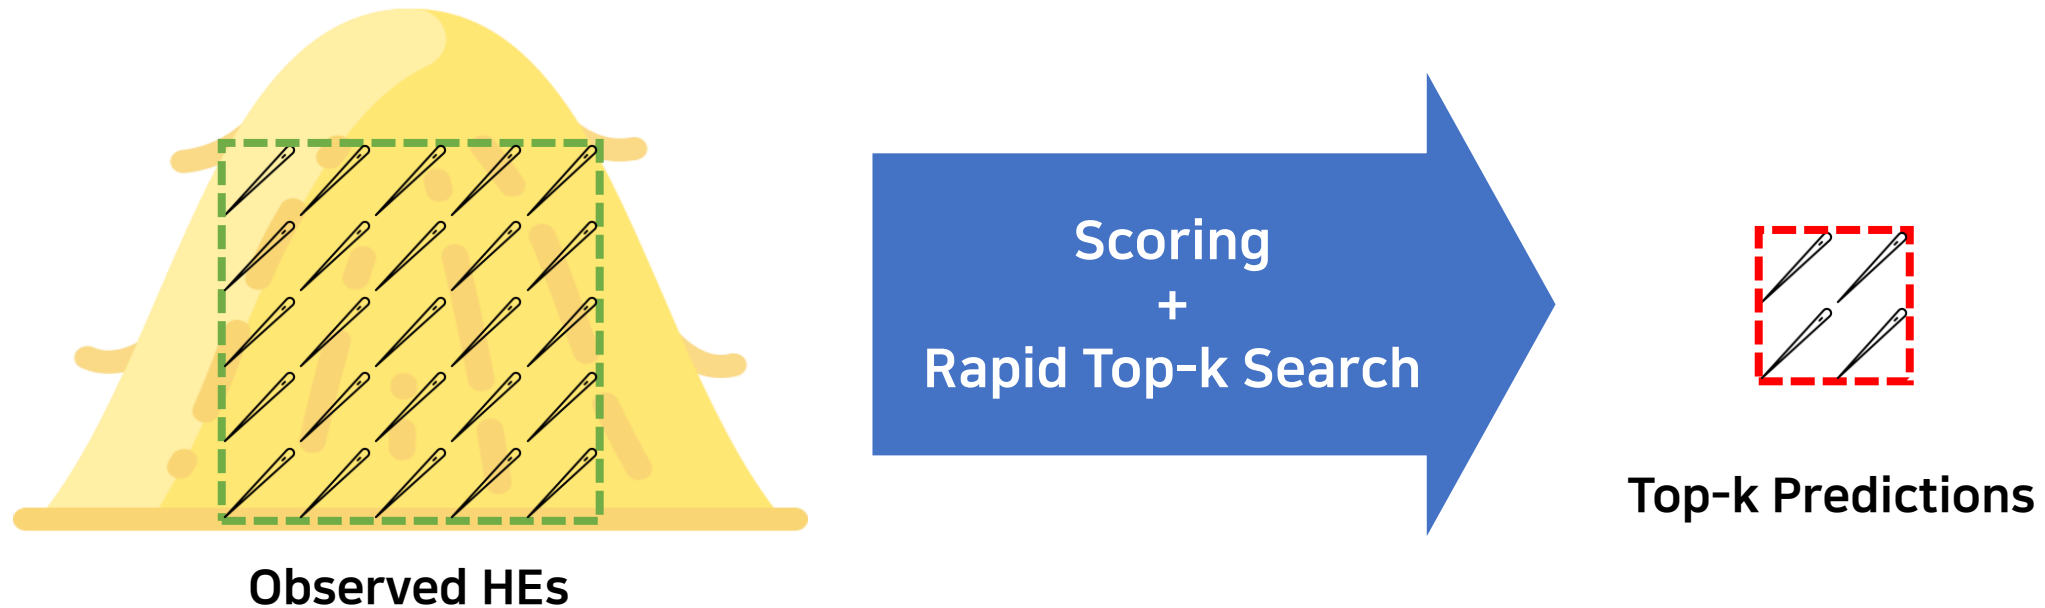 Scoring
+
Rapid Top-k Search
Top-k Predictions
Observed HEs